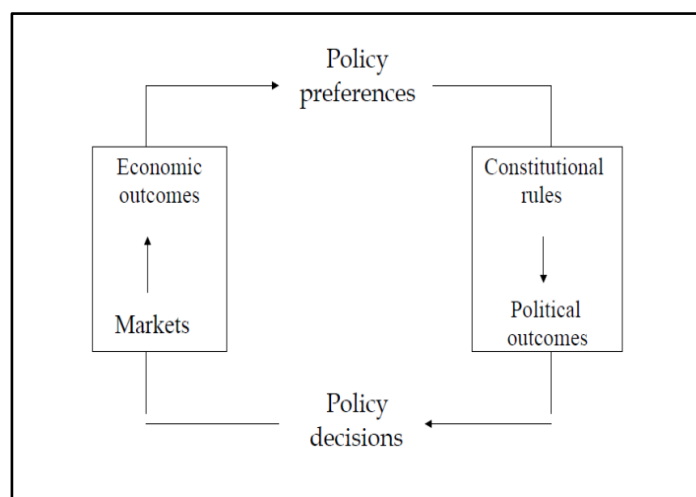 Policy
preferences
Economic
outcomes
Markets
Constitutional
rules
Political
outcomes
Policy
decisions